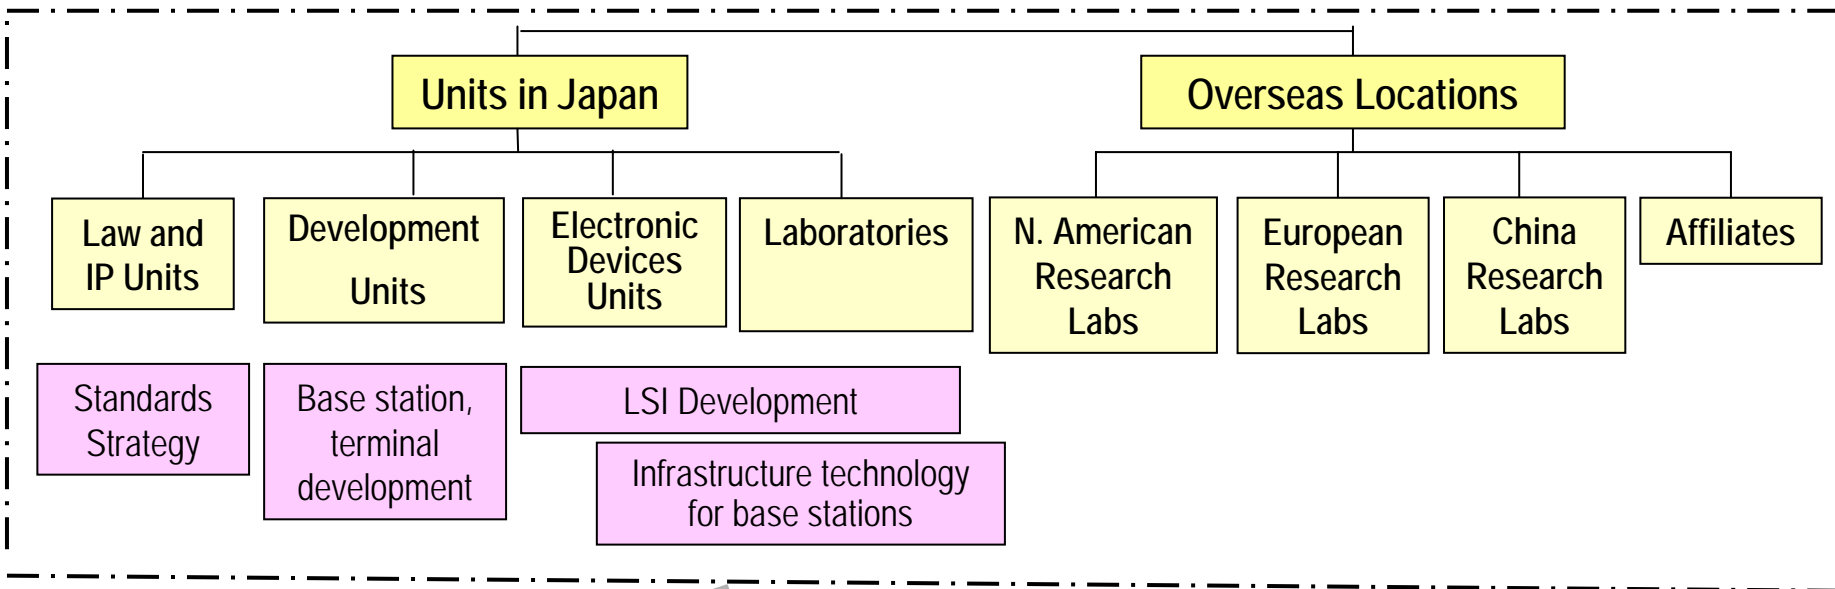 Units in Japan
Overseas Locations
Law and
IP Units
Development
Units
Electronic
Devices
Units
Laboratories
N. American
Research
Labs
European
Research
Labs
China
Research
Labs
Affiliates
Standards
Strategy
Base station,
terminal
development
LSI Development
Infrastructure technology
for base stations